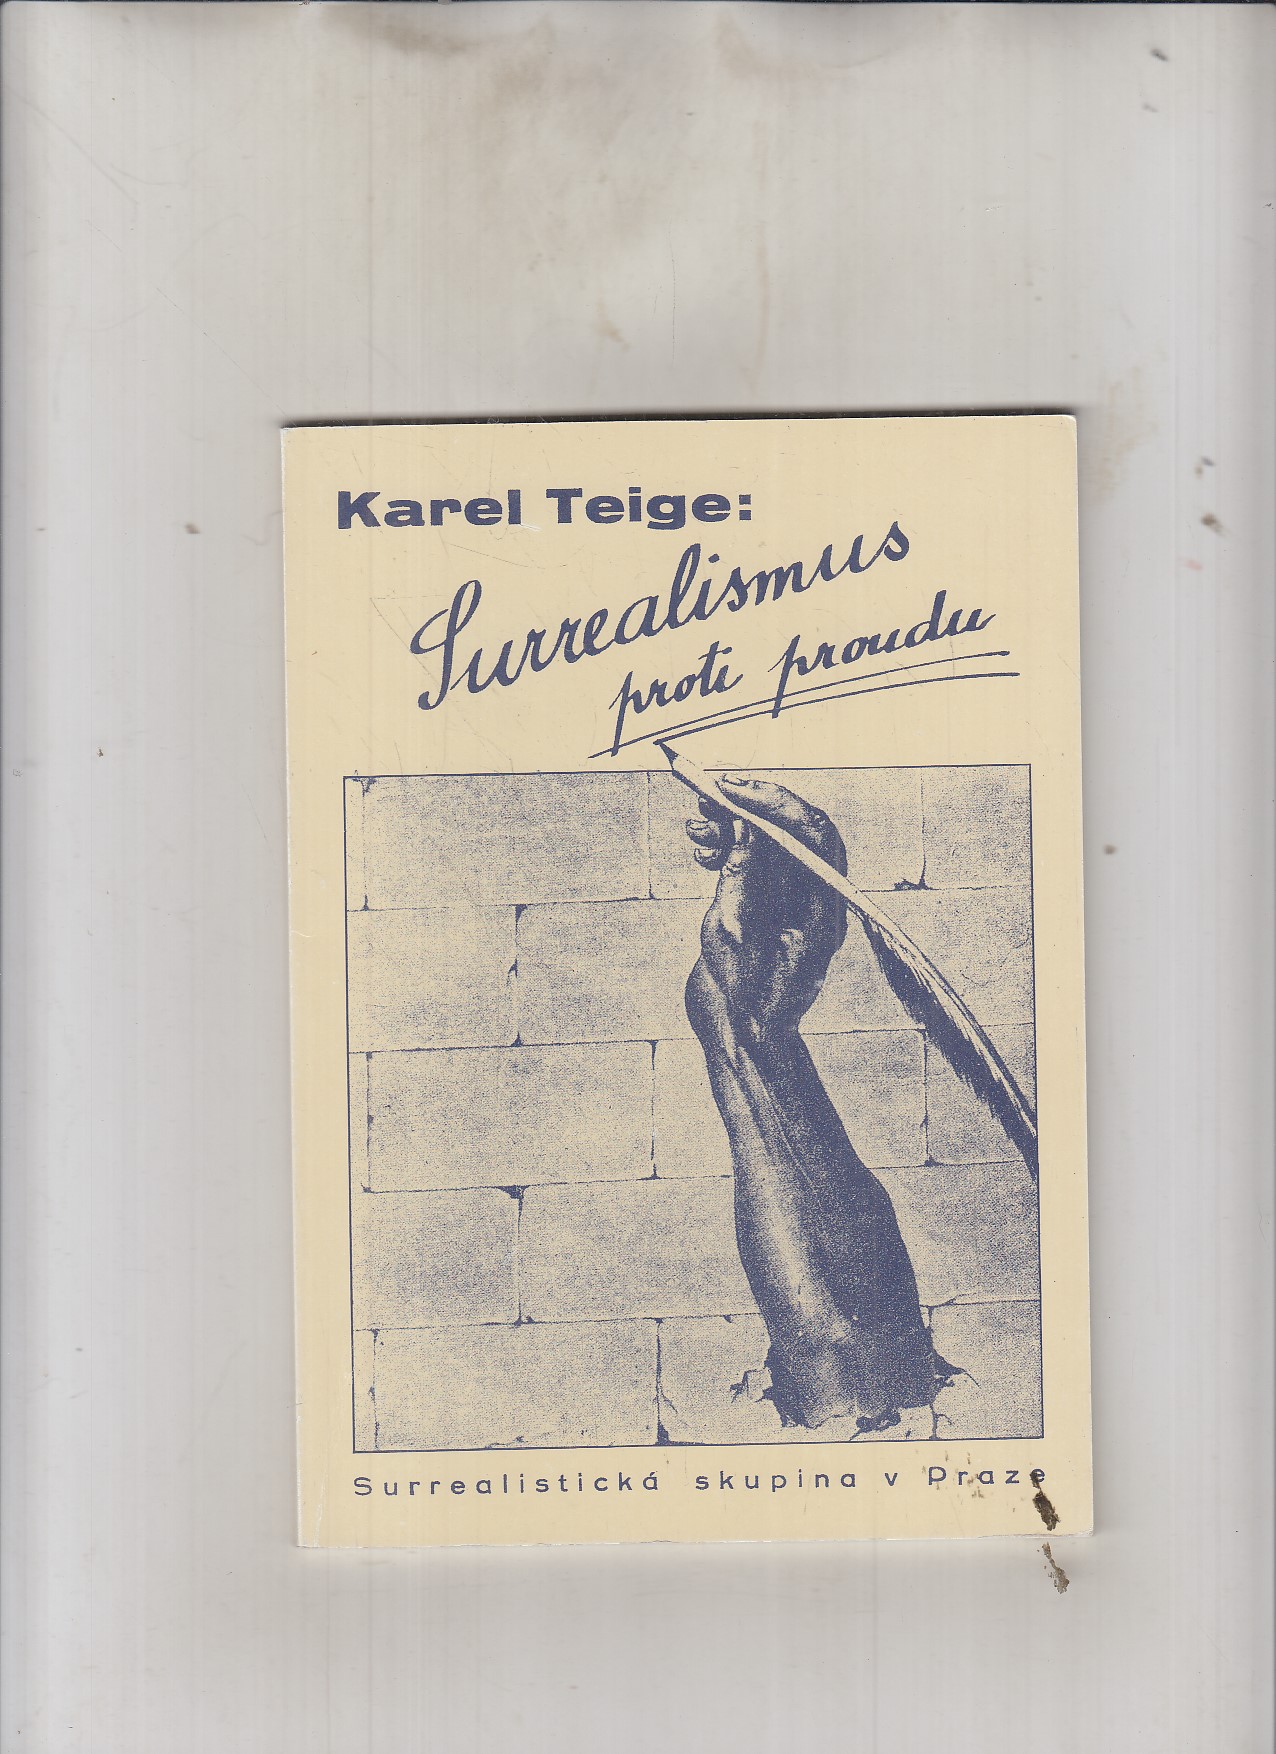 Karel Teige:
Surrealismus
proti proudu
Surrealistická skupina v Praze